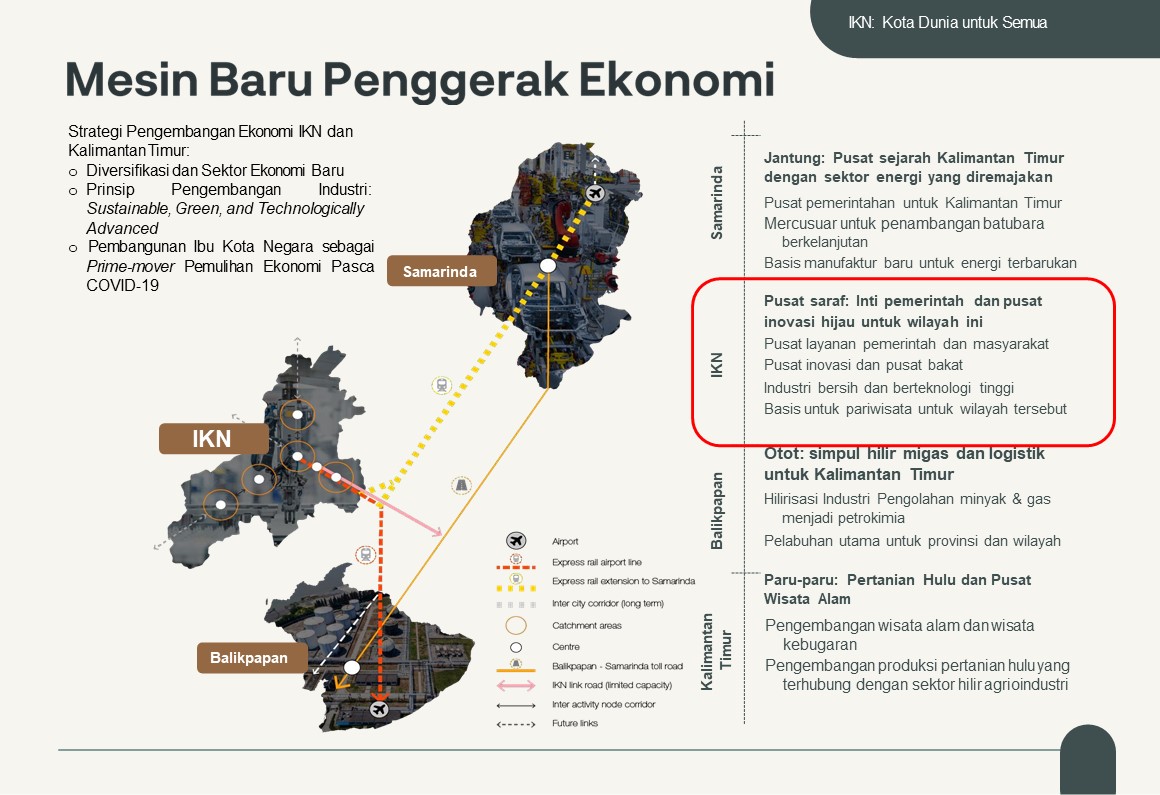 IKN: Kota Dunia untuk Semua
Mesin Baru Penggerak Ekonomi
Strategi Pengembangan Ekonomi IKN dan
Kalimantan Timur:
o Diversifikasi dan Sektor Ekonomi Baru
o Prinsip Pengembangan Industri:
Sustainable, Green, and Technologically
Advanced
o Pembangunan Ibu Kota Negara sebagai
Prime-mover Pemulihan Ekonomi Pasca
COVID-19
Samarinda
IKN
Balikpapan
Airport
Express rail airport line
Express rail extension to Samarinda
Inter city corridor (long term)
Catchment areas
Centre
Balikpapan - Samarinda toll road
IKN link road (limited capacity)
Inter activity node corridor
Future links
Samarinda
Jantung: Pusat sejarah Kalimantan Timur
dengan sektor energi yang diremajakan
Pusat pemerintahan untuk Kalimantan Timur
Mercusuar untuk penambangan batubara
berkelanjutan
Basis manufaktur baru untuk energi terbarukan
IKN
Pusat saraf: Inti pemerintah dan pusat
inovasi hijau untuk wilayah ini
Pusat layanan pemerintah dan masyarakat
Pusat inovasi dan pusat bakat
Industri bersih dan berteknologi tinggi
Basis untuk pariwisata untuk wilayah tersebut
Balikpapan
Otot: simpul hilir migas dan logistik
untuk Kalimantan Timur
Hilirisasi Industri Pengolahan minyak & gas
menjadi petrokimia
Pelabuhan utama untuk provinsi dan wilayah
Kalimantan
Timur
Paru-paru: Pertanian Hulu dan Pusat
Wisata Alam
Pengembangan wisata alam dan wisata
kebugaran
Pengembangan produksi pertanian hulu yang
terhubung dengan sektor hilir agrioindustri